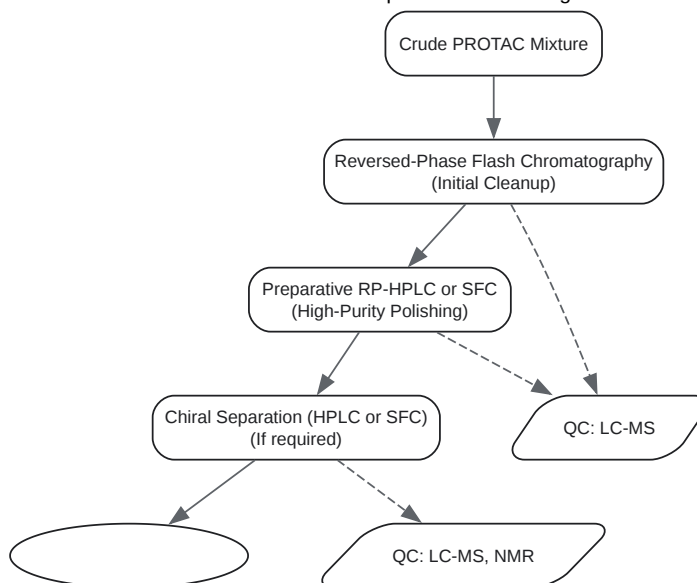 Crude PROTAC Mixture
Reversed-Phase Flash Chromatography
(Initial Cleanup)
Preparative RP-HPLC or SFC
(High-Purity Polishing)
Chiral Separation (HPLC or SFC)
(If required)
QC: LC-MS
QC: LC-MS, NMR